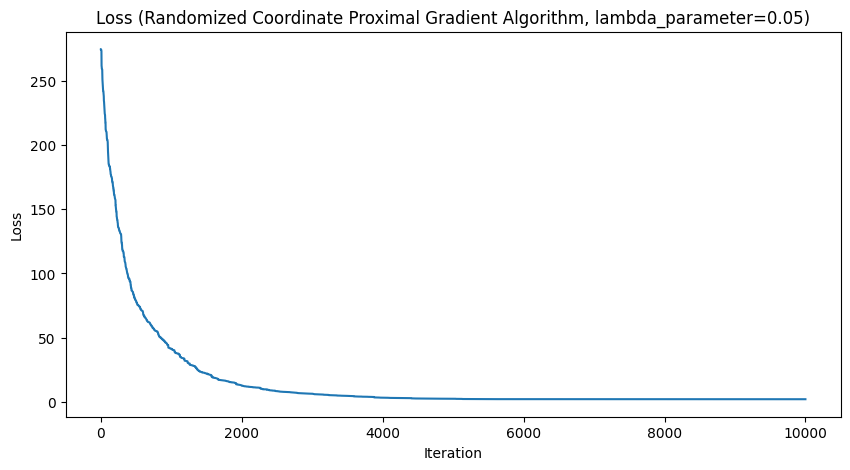 Loss (Randomized Coordinate Proximal Gradient Algorithm, lambda_parameter=0.05)
250
200
150
100
50
0
Loss
0 2000 4000 6000 8000 10000
Iteration